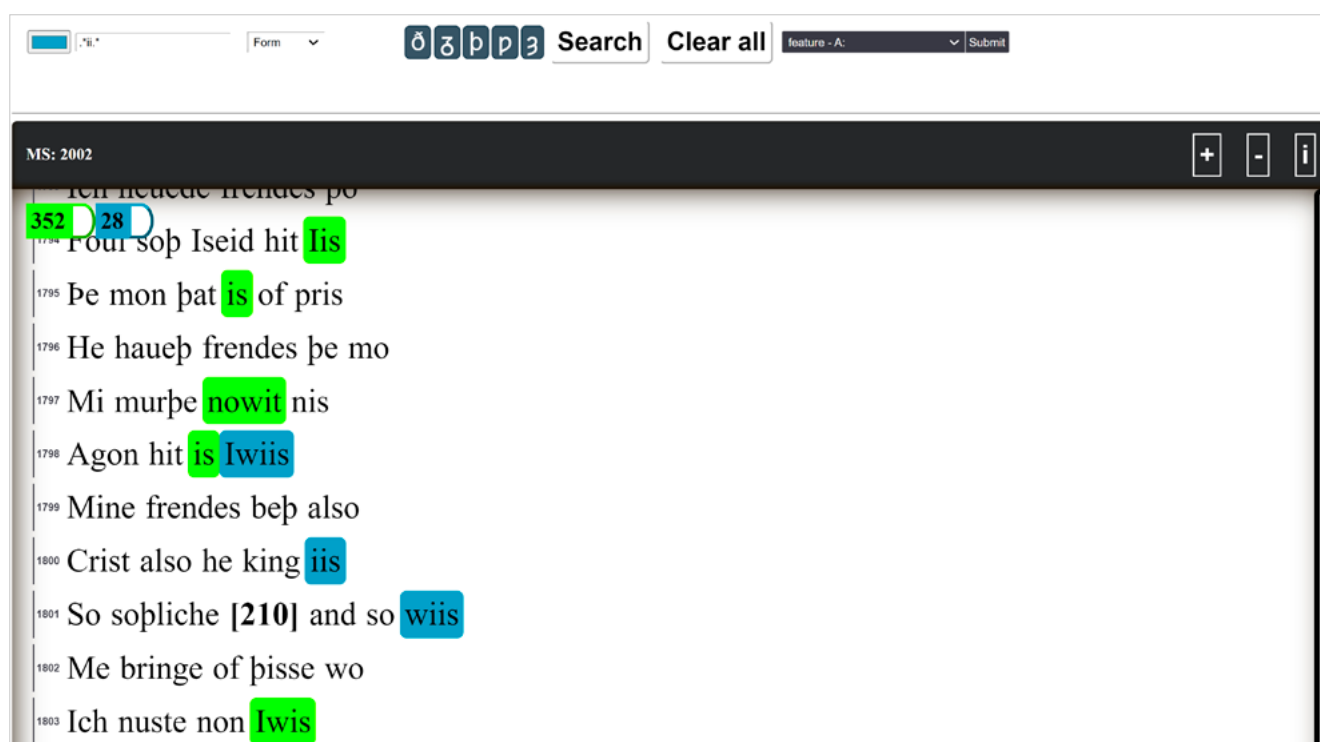 .*ii.* Form ð ᵹ þ ƿ ȝ Search Clear all feature - A: Submit
MS: 2002 + - i
frendes þo
352 28
1794 Foul soþ Iseid hit Iis
1795 Þe mon þat is of pris
1796 He haueþ frendes þe mo
1797 Mi murþe nowit nis
1798 Agon hit is Iwiis
1799 Mine frendes beþ also
1800 Crist also he king iis
1801 So soþliche [210] and so wiis
1802 Me bringe of þisse wo
1803 Ich nuste non Iwis